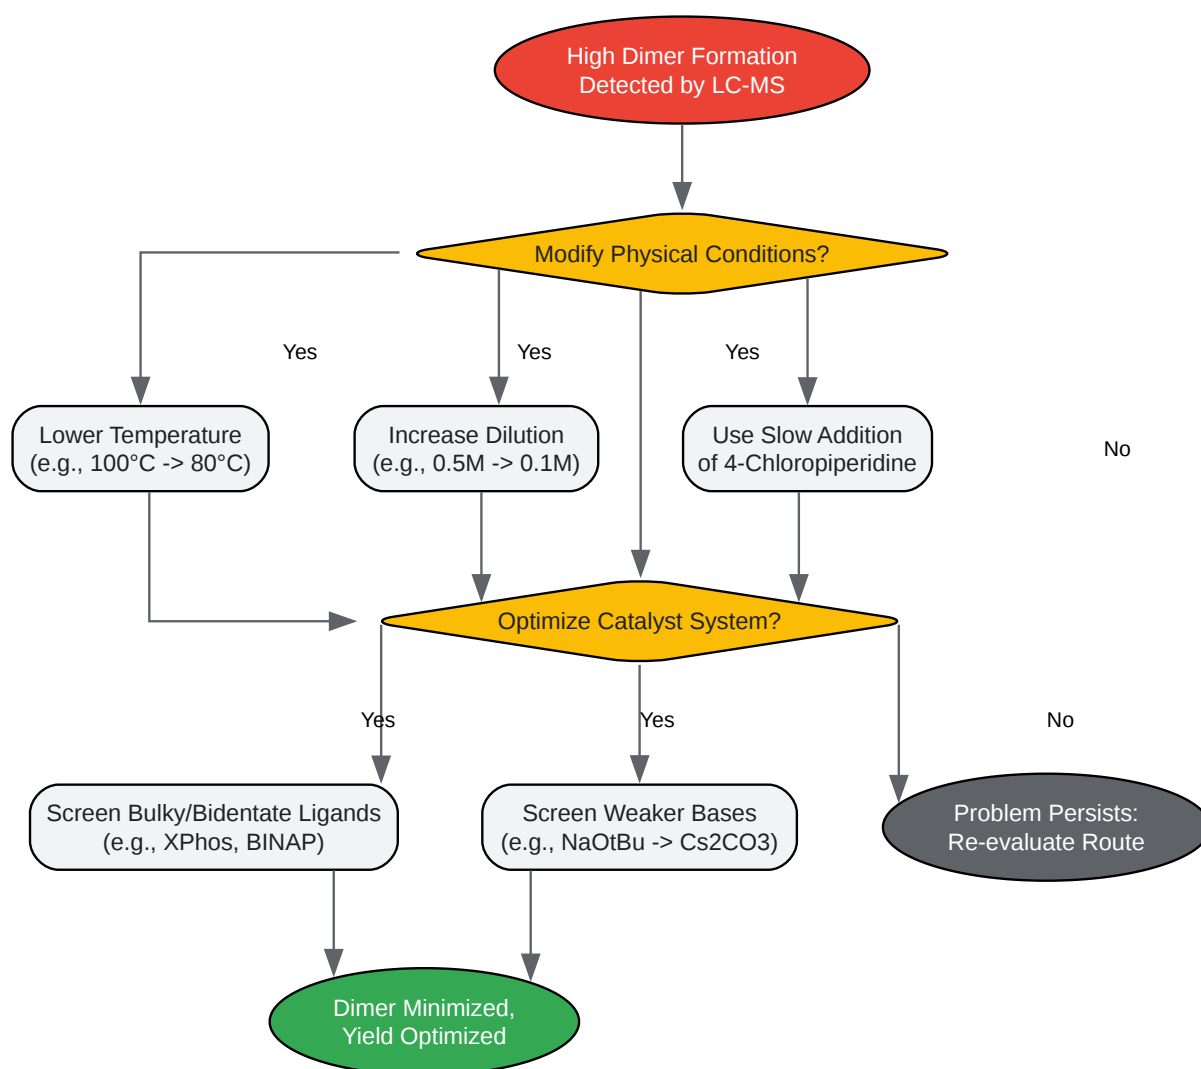 High Dimer Formation
Detected by LC-MS
Modify Physical Conditions?
Yes
Yes
Yes
Lower Temperature
(e.g., 100°C -> 80°C)
Increase Dilution
(e.g., 0.5M -> 0.1M)
Use Slow Addition
of 4-Chloropiperidine
No
Optimize Catalyst System?
Yes
Yes
No
Screen Bulky/Bidentate Ligands
(e.g., XPhos, BINAP)
Screen Weaker Bases
(e.g., NaOtBu -> Cs2CO3)
Problem Persists:
Re-evaluate Route
Dimer Minimized,
Yield Optimized